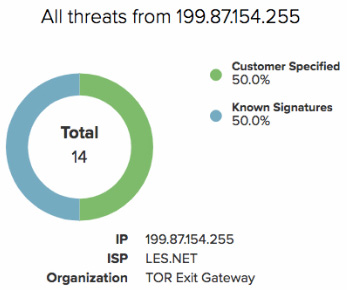 All threats from 199.87.154.255
Customer Specified
50.0%
Known Signatures
50.0%
Total
14
IP 199.87.154.255
ISP LES.NET
Organization TOR Exit Gateway